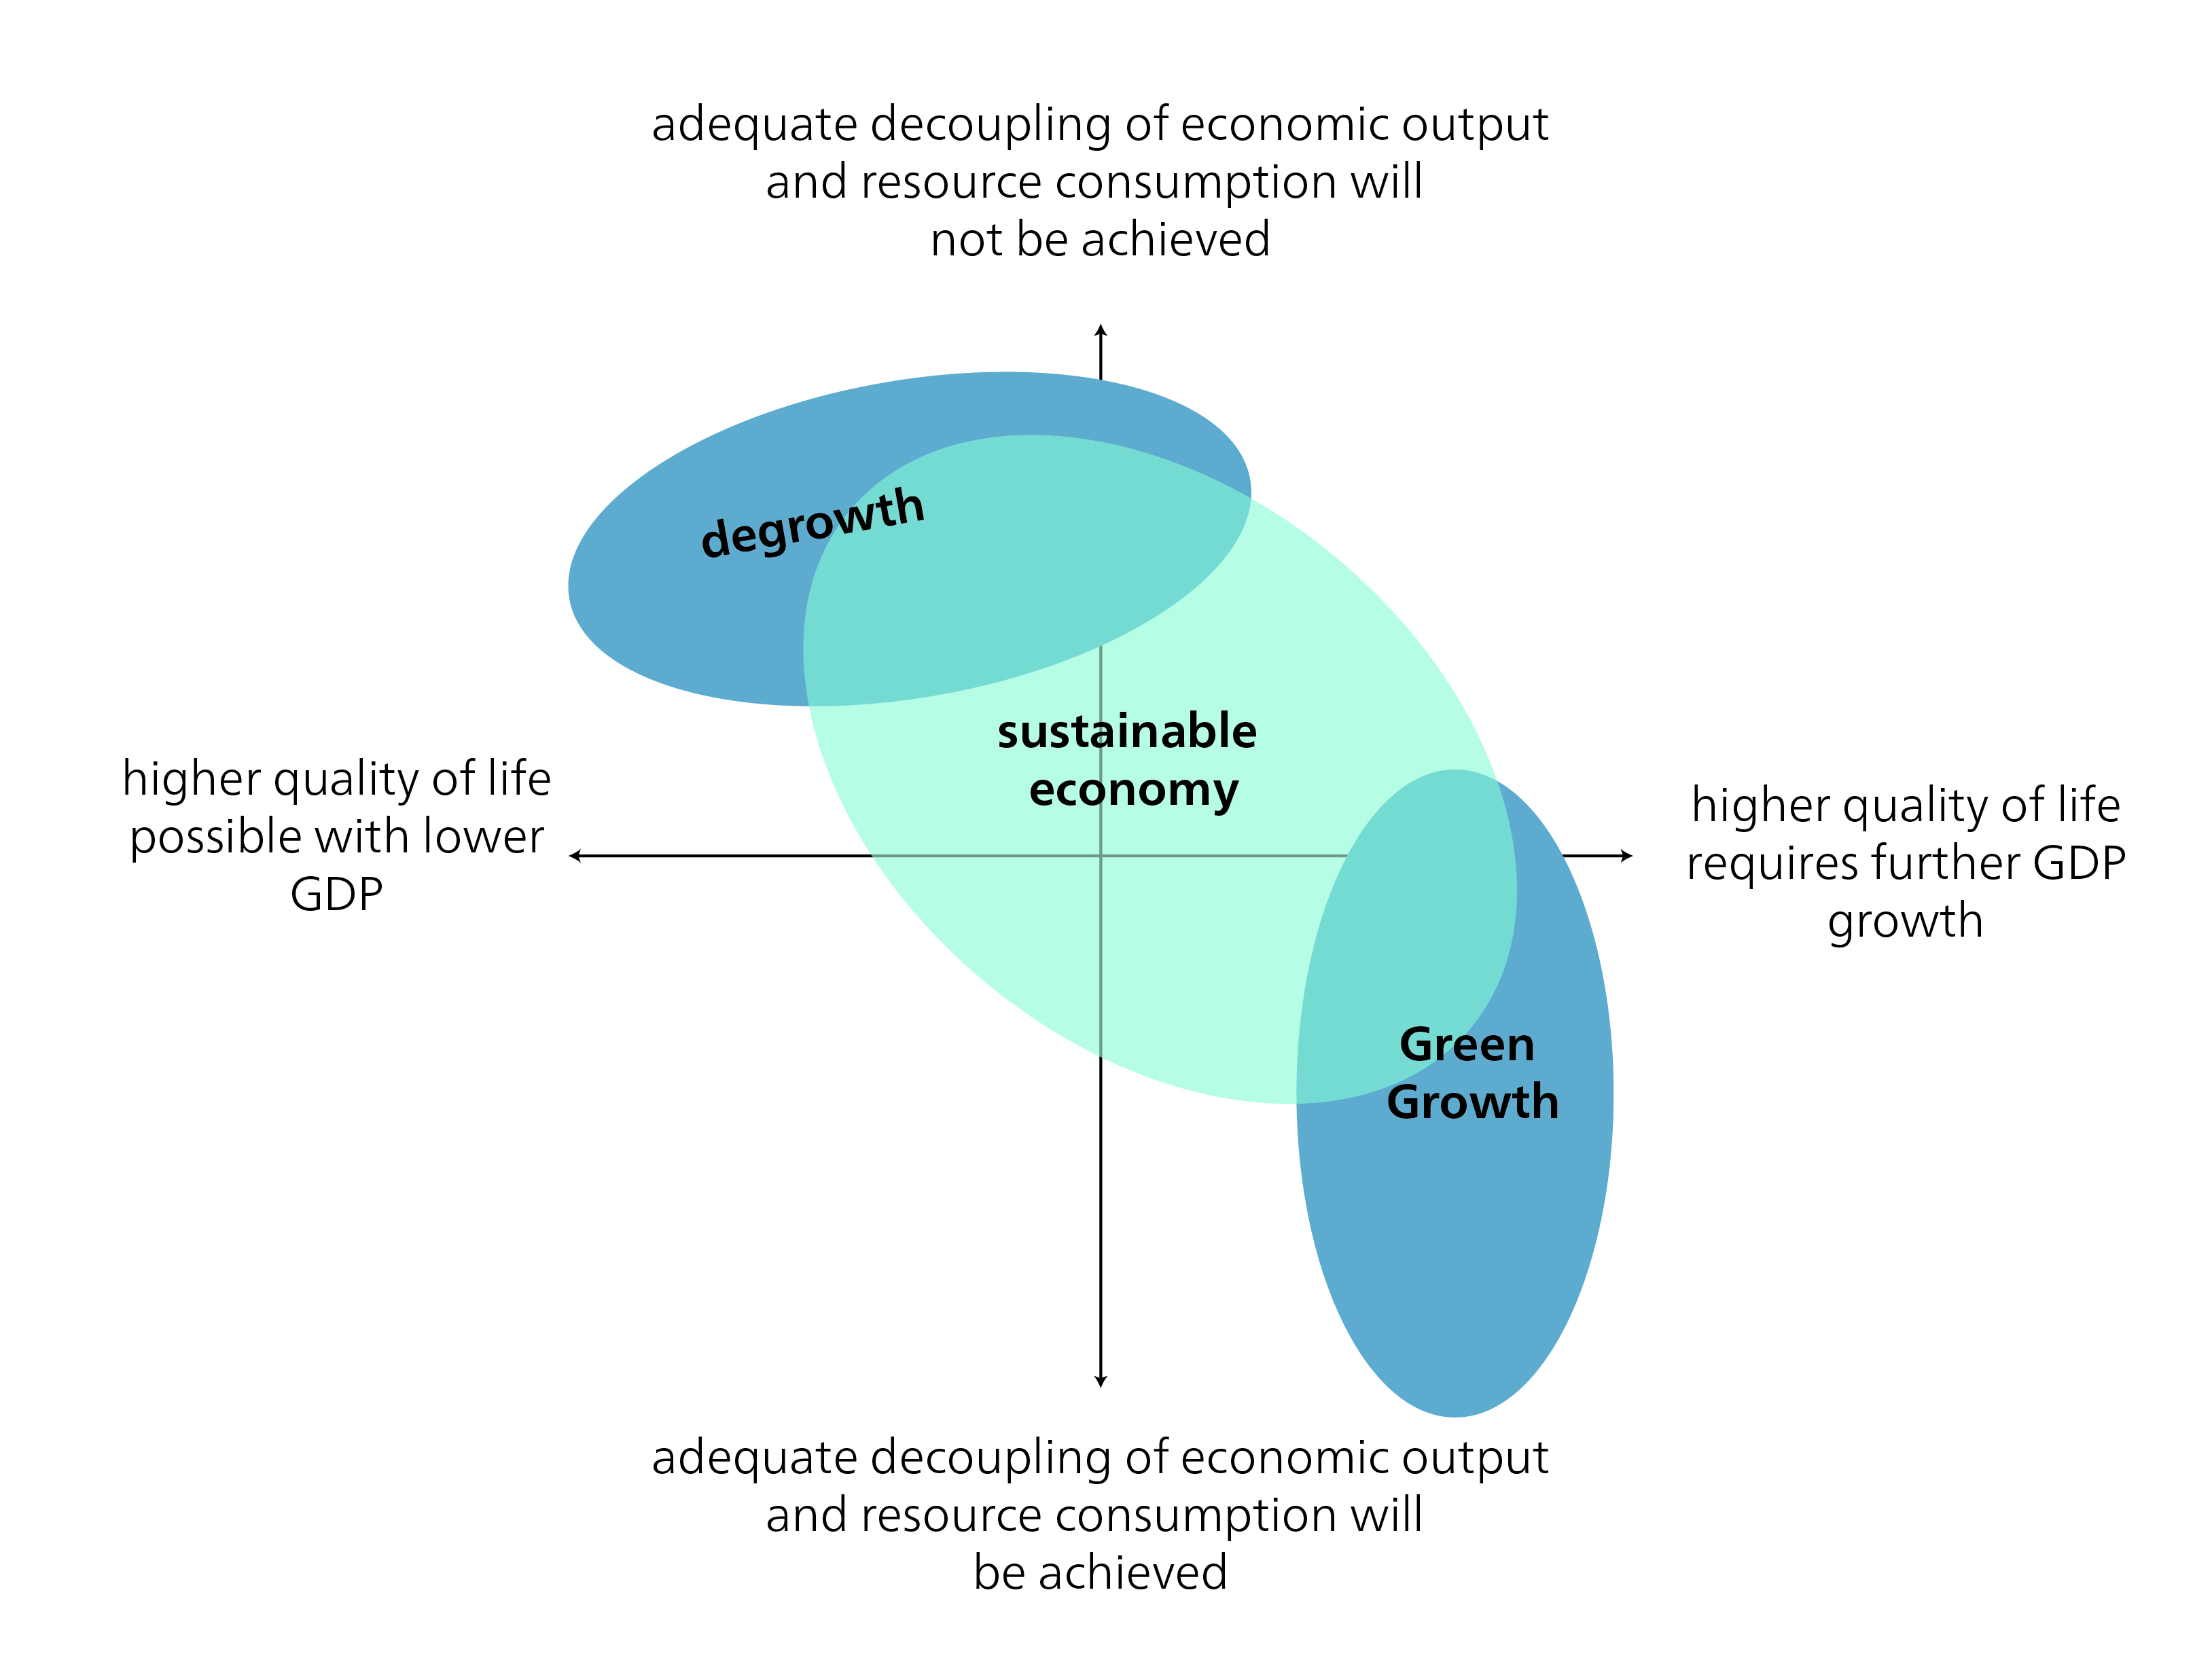 adequate decoupling of economic output
and resource consumption will
not be achieved
degrowth
sustainable
economy
higher quality of life
possible with lower
GDP
higher quality of life
requires further GDP
growth
Green
Growth
adequate decoupling of economic output
and resource consumption will
be achieved